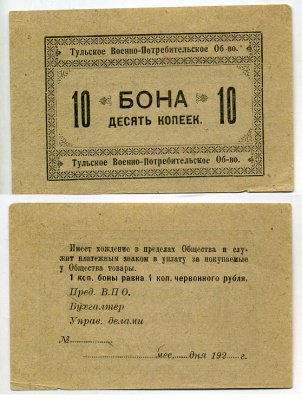 Тульское Военно-Потребительское Об-во.
10 БОНА 10
ДЕСЯТЬ КОПЕЕК.
Тульское Военно-Потребительское Об-во.
Имеет хождение в пределах Общества и слу-
жит платежным знаком в уплату за покупаемые
у Общества товары.
1 коп. боны равна 1 коп. червонного рубля.
Пред. В.П.О.
Бухгалтер
Управ. делами
№
мес. дня 192 г.